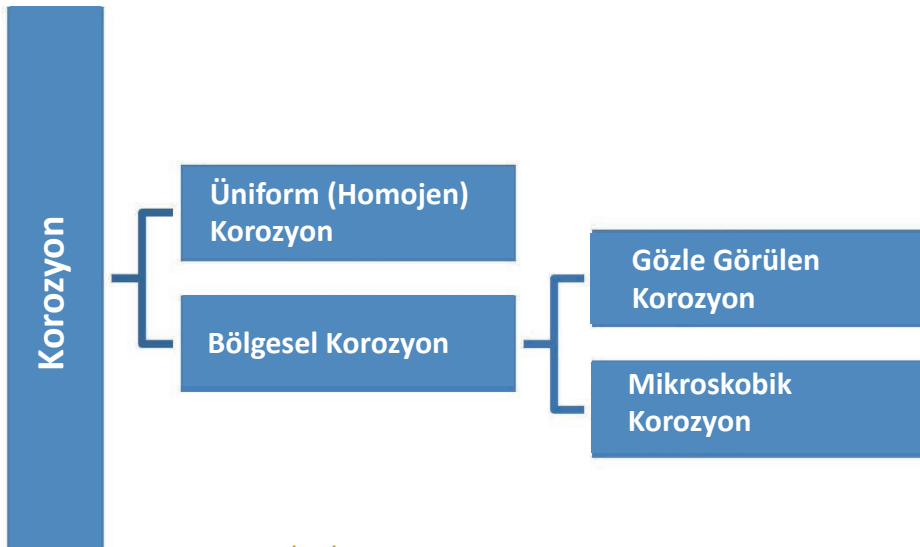 Korozyon
Üniform (Homojen)
Korozyon
Bölgesel Korozyon
Gözle Görülen
Korozyon
Mikroskobik
Korozyon